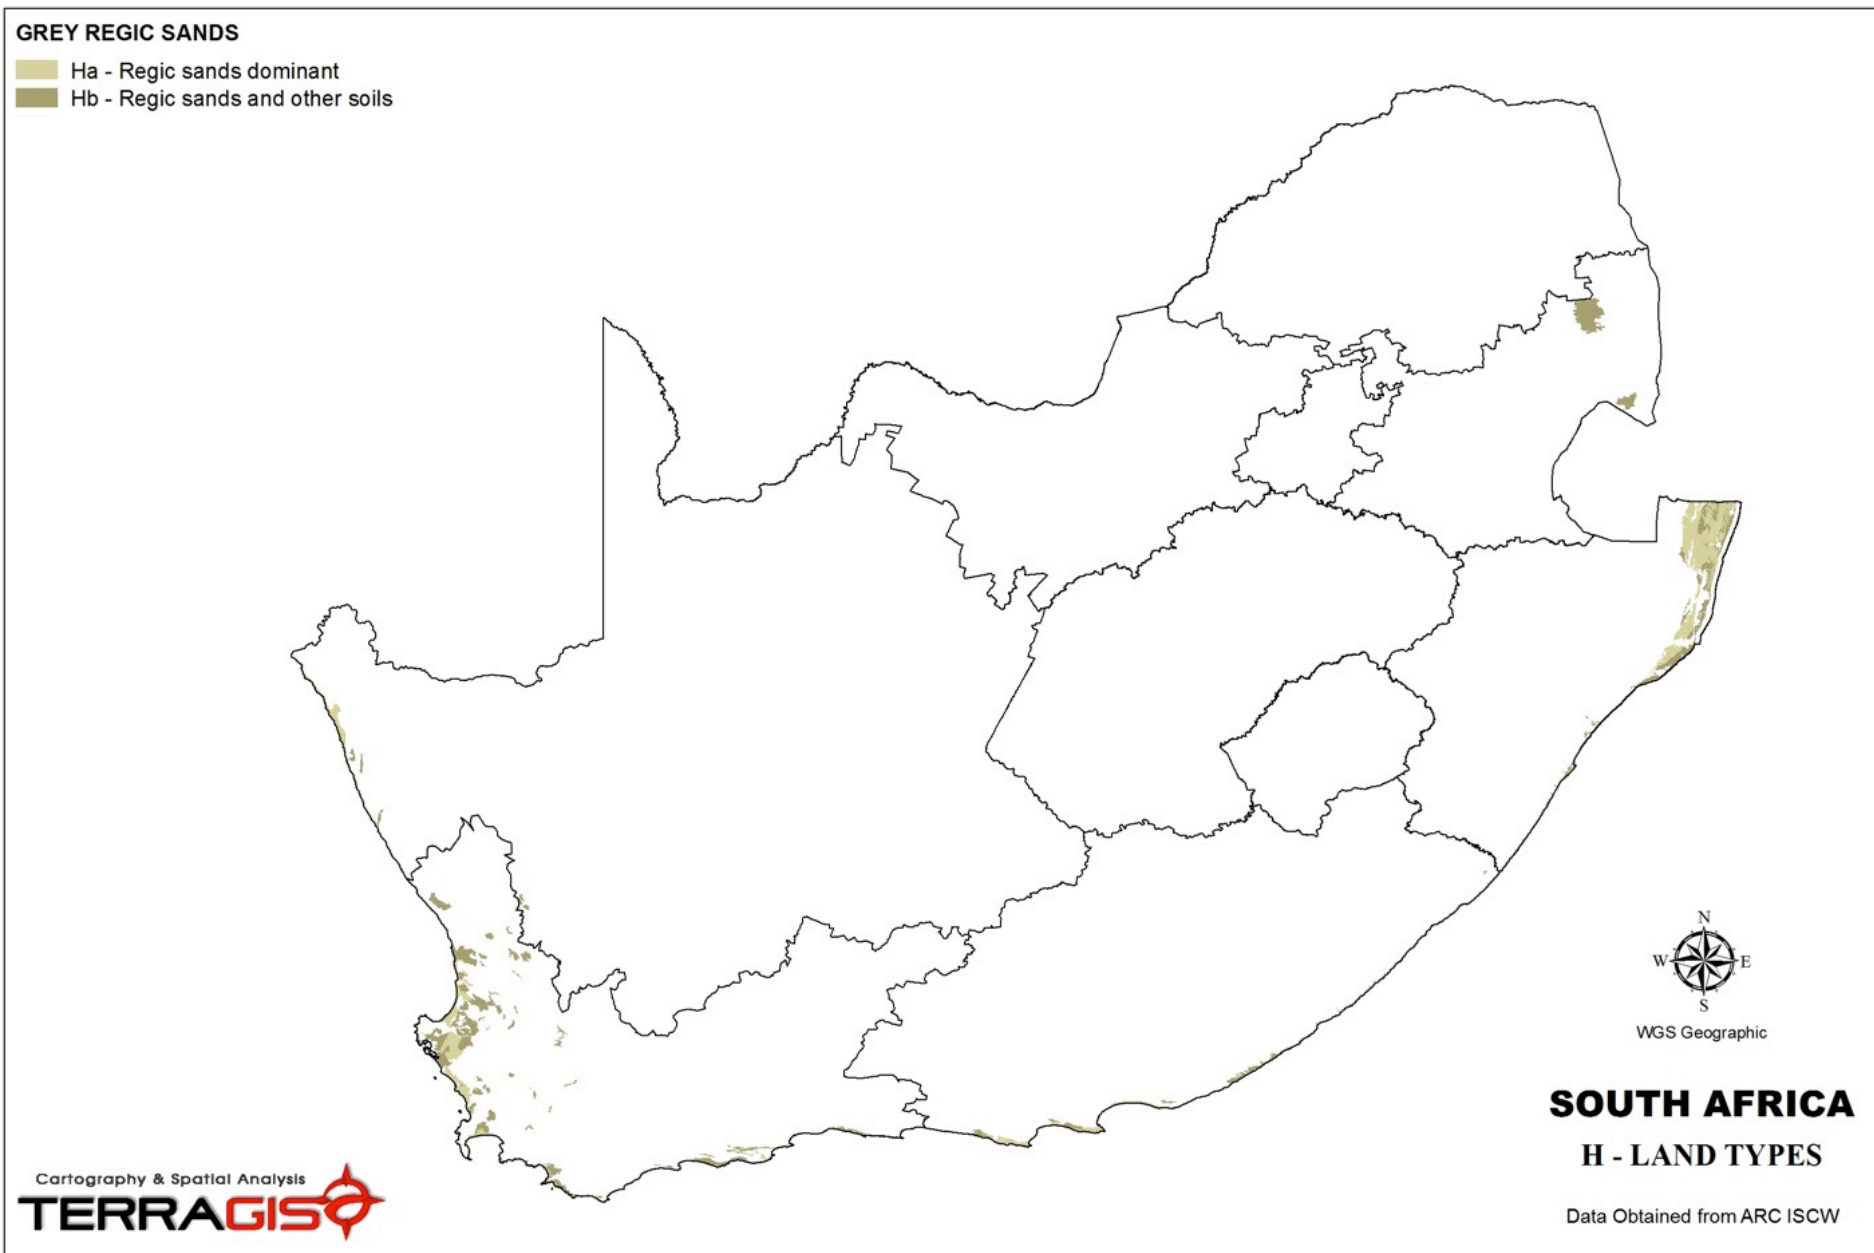 GREY REGIC SANDS
Ha - Regic sands dominant
Hb - Regic sands and other soils
N
W E
S
WGS Geographic
SOUTH AFRICA
H - LAND TYPES
Data Obtained from ARC ISCW
Cartography & Spatial Analysis
TERRAGIS